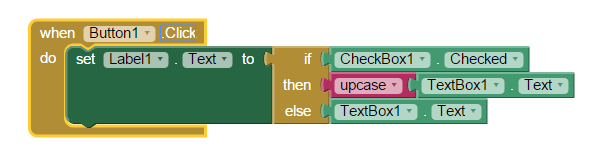 when Button1 .Click
do set Label1 . Text to if CheckBox1 . Checked
then upcase TextBox1 . Text
else TextBox1 . Text